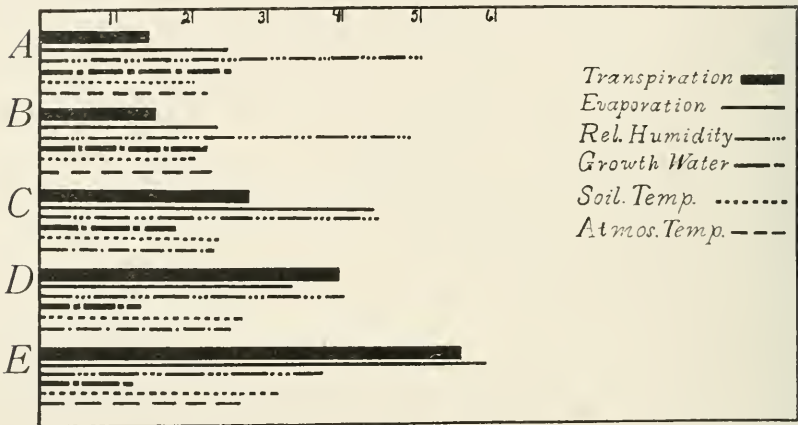 1 2 3 4 5 6
A
B
C
D
E
Transpiration
Evaporation
Rel. Humidity
Growth Water
Soil. Temp.
Atmos. Temp.